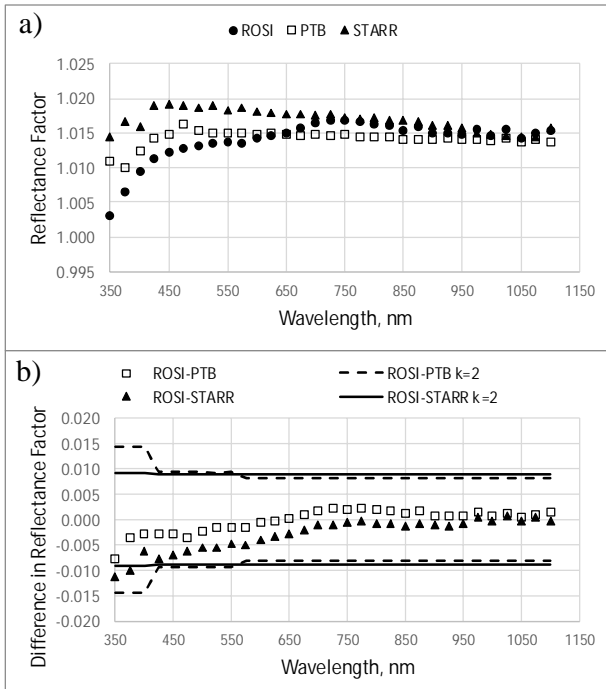 a)
ROSI PTB STARR
1.025
1.020
1.015
1.010
1.005
1.000
0.995
Reflectance Factor
350 450 550 650 750 850 950 1050 1150
Wavelength, nm
b)
ROSI-PTB ROSI-PTB k=2
ROSI-STARR ROSI-STARR k=2
0.020
0.015
0.010
0.005
0.000
-0.005
-0.010
-0.015
-0.020
Difference in Reflectance Factor
350 450 550 650 750 850 950 1050 1150
Wavelength, nm